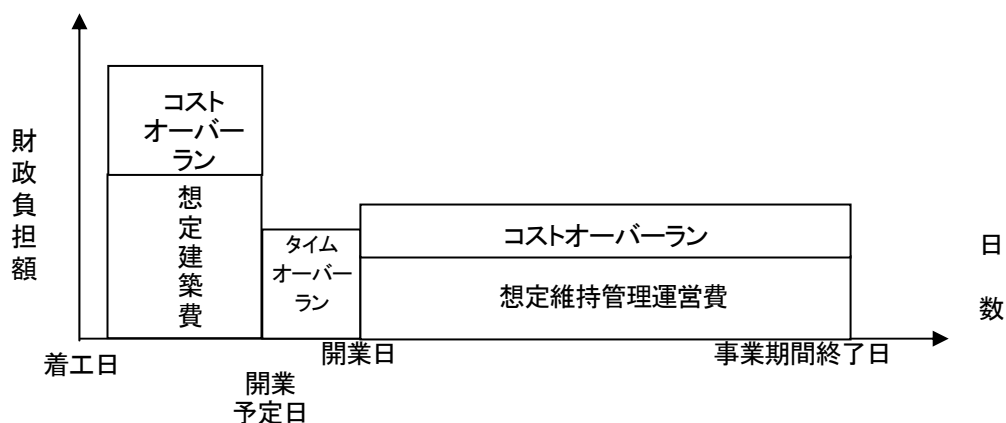 財政負担額
コスト
オーバー
ラン
想定建築費
タイム
オーバー
ラン
コストオーバーラン
想定維持管理運営費
日数
着工日
開業
予定日
開業日
事業期間終了日